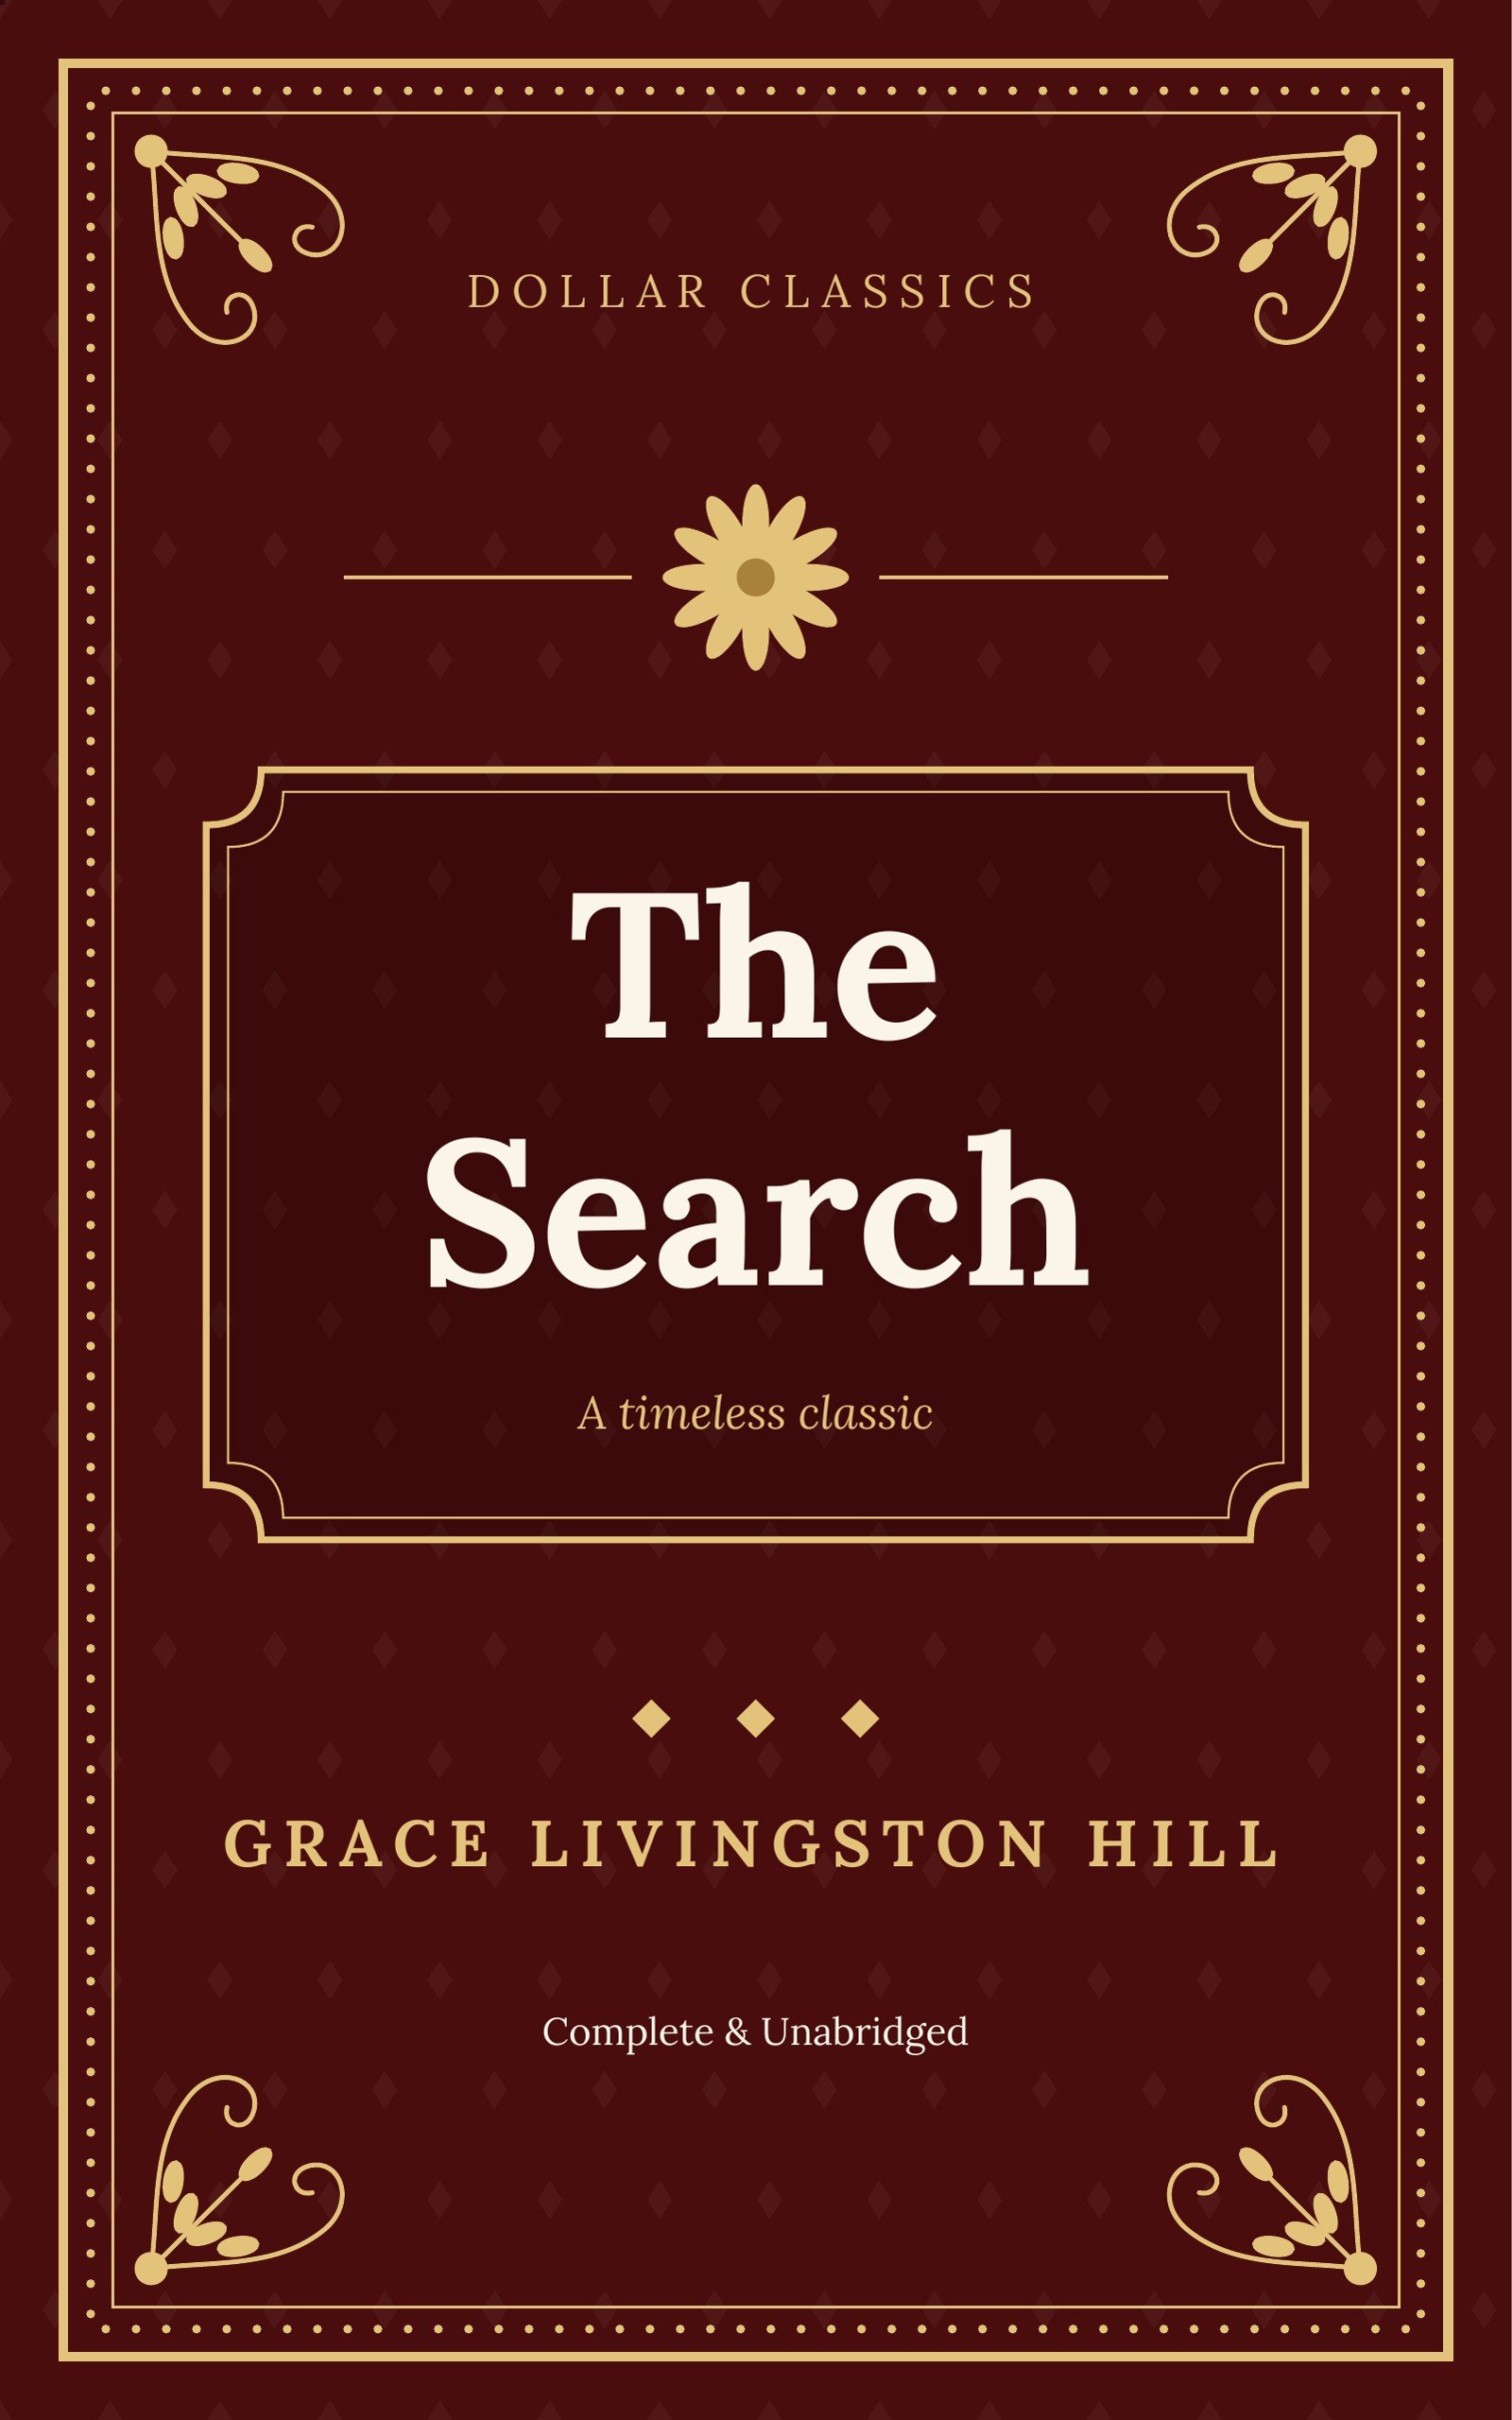 DOLLAR CLASSICS
The
Search
A timeless classic
GRACE LIVINGSTON HILL
Complete & Unabridged